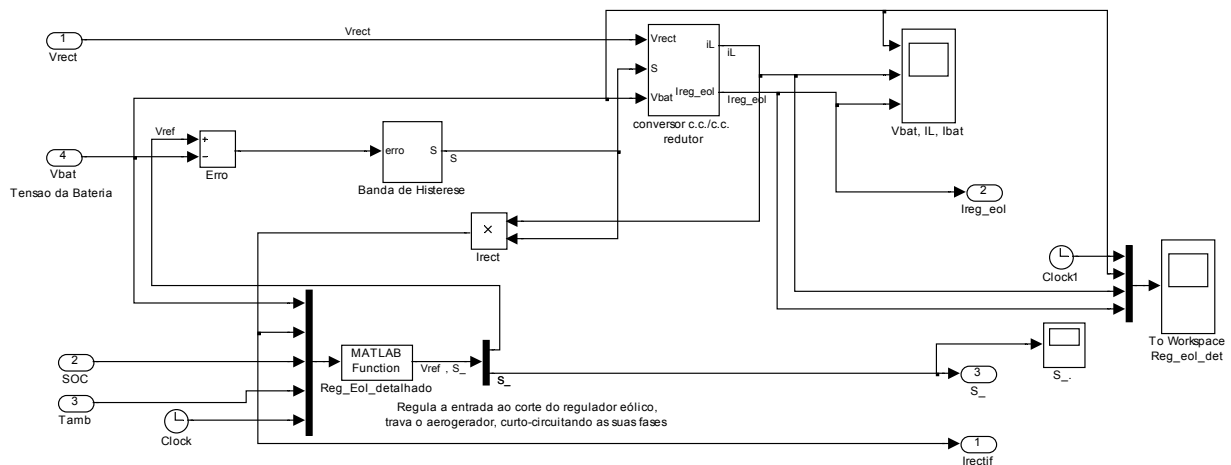 1
Vrect
Vrect
Vrect
iL
iL
S
Vbat
Ireg_eol
Ireg_eol
conversor c.c./c.c.
redutor
Vbat, IL, Ibat
Vref
+
−
Erro
4
Vbat
Tensao da Bateria
erro
S
S
Banda de Histerese
2
Ireg_eol
×
Irect
Clock1
To Workspace
Reg_eol_det
2
SOC
MATLAB
Function
Reg_Eol_detalhado
Vref , S_
S_
S_.
3
S_
3
Tamb
Clock
Regula a entrada ao corte do regulador eólico,
trava o aerogerador, curto-circuitando as suas fases
1
Irectif